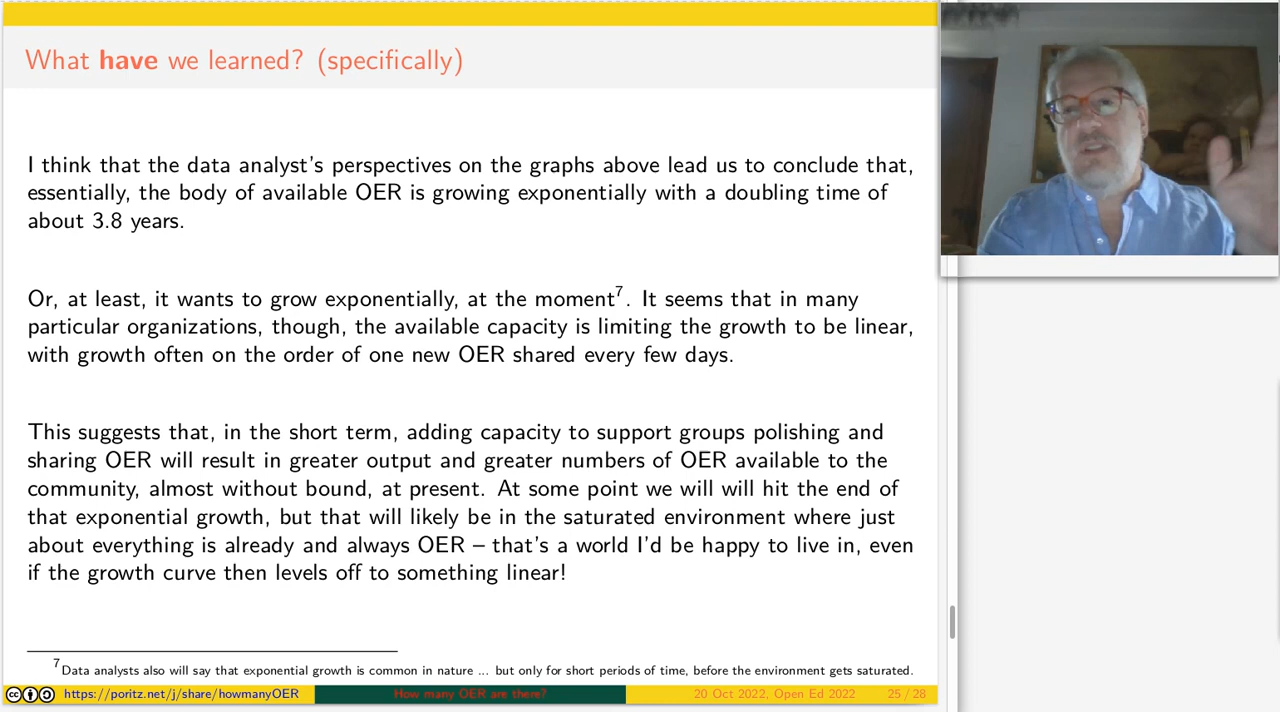 What have we learned? (specifically)
I think that the data analyst's perspectives on the graphs above lead us to conclude that,
essentially, the body of available OER is growing exponentially with a doubling time of
about 3.8 years.
Or, at least, it wants to grow exponentially, at the moment7. It seems that in many
particular organizations, though, the available capacity is limiting the growth to be linear,
with growth often on the order of one new OER shared every few days.
This suggests that, in the short term, adding capacity to support groups polishing and
sharing OER will result in greater output and greater numbers of OER available to the
community, almost without bound, at present. At some point we will will hit the end of
that exponential growth, but that will likely be in the saturated environment where just
about everything is already and always OER – that's a world I'd be happy to live in, even
if the growth curve then levels off to something linear!
7Data analysts also will say that exponential growth is common in nature ... but only for short periods of time, before the environment gets saturated.
https://poritz.net/j/share/howmanyOER How many OER are there? 20 Oct 2022, Open Ed 2022 25 / 28